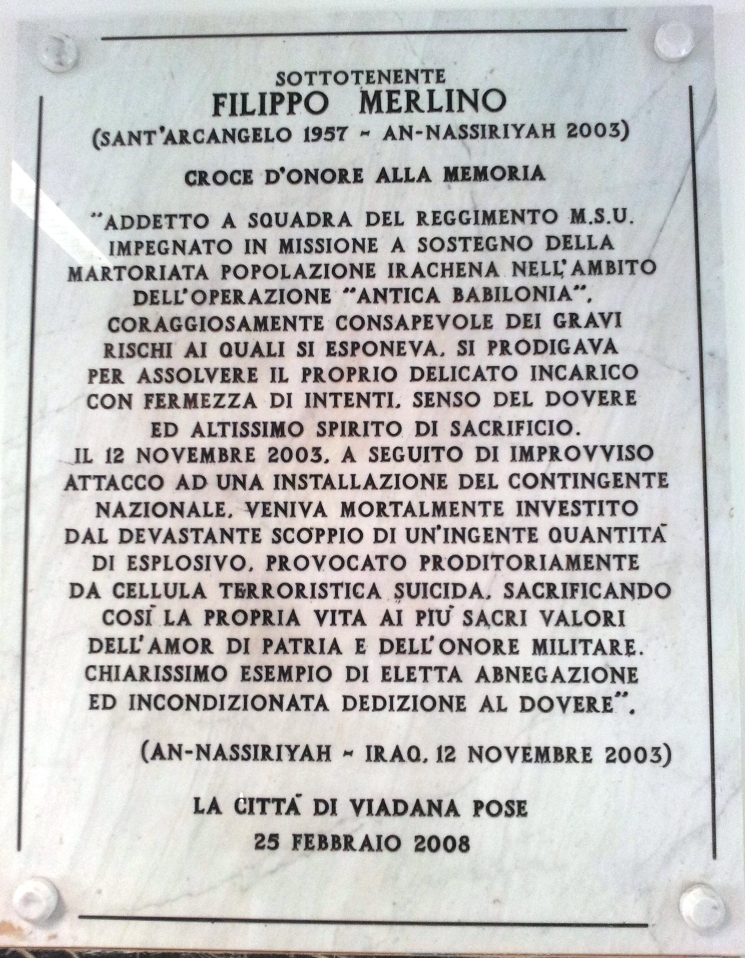 SOTTOTENENTE
FILIPPO MERLINO
(SANT'ARCANGELO 1957 ~ AN-NASSIRIYAH 2003)
CROCE D'ONORE ALLA MEMORIA
"ADDETTO A SQUADRA DEL REGGIMENTO M.S.U.
IMPEGNATO IN MISSIONE A SOSTEGNO DELLA
MARTORIATA POPOLAZIONE IRACHENA NELL'AMBITO
DELL'OPERAZIONE "ANTICA BABILONIA",
CORAGGIOSAMENTE CONSAPEVOLE DEI GRAVI
RISCHI AI QUALI SI ESPONEVA, SI PRODIGAVA
PER ASSOLVERE IL PROPRIO DELICATO INCARICO
CON FERMEZZA DI INTENTI, SENSO DEL DOVERE
ED ALTISSIMO SPIRITO DI SACRIFICIO.
IL 12 NOVEMBRE 2003, A SEGUITO DI IMPROVVISO
ATTACCO AD UNA INSTALLAZIONE DEL CONTINGENTE
NAZIONALE, VENIVA MORTALMENTE INVESTITO
DAL DEVASTANTE SCOPPIO DI UN'INGENTE QUANTITÀ
DI ESPLOSIVO, PROVOCATO PRODITORIAMENTE
DA CELLULA TERRORISTICA SUICIDA, SACRIFICANDO
COSÌ LA PROPRIA VITA AI PIÙ SACRI VALORI
DELL'AMOR DI PATRIA E DELL'ONORE MILITARE.
CHIARISSIMO ESEMPIO DI ELETTA ABNEGAZIONE
ED INCONDIZIONATA DEDIZIONE AL DOVERE".
(AN-NASSIRIYAH ~ IRAQ, 12 NOVEMBRE 2003)
LA CITTÀ DI VIADANA POSE
25 FEBBRAIO 2008